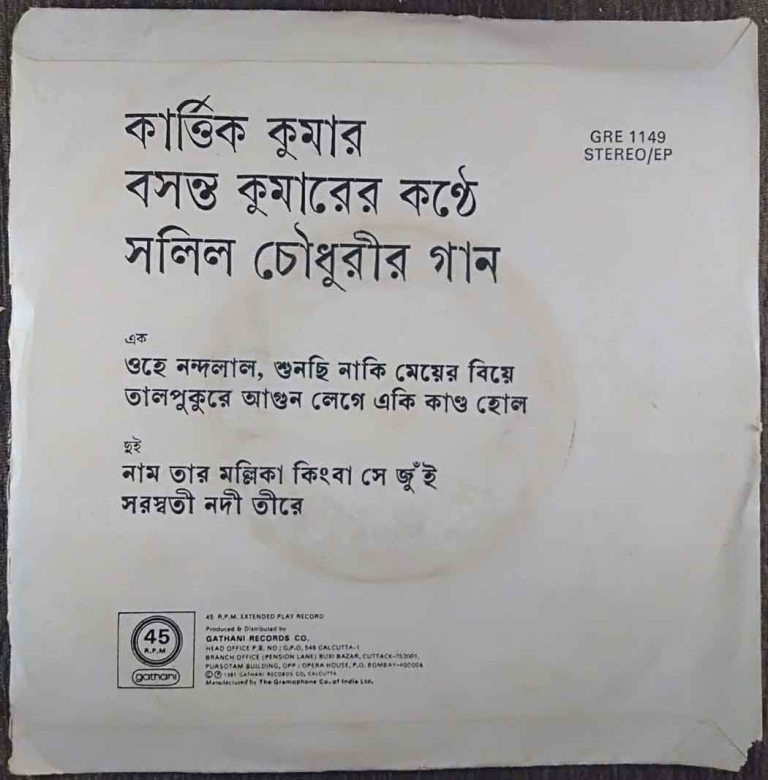 কার্ত্তিক কুমার
বসন্ত কুমারের কণ্ঠে
সলিল চৌধুরীর গান
GRE 1149
STEREO/EP
এক
ওহে নন্দলাল, শুনছি নাকি মেয়ের বিয়ে
তালপুকুরে আগুন লেগে একি কাণ্ড হোল
দুই
নাম তার মল্লিকা কিংবা সে জুঁই
সরস্বতী নদী তীরে
45
R.P.M
gathani
45 R.P.M. EXTENDED PLAY RECORD
Produced & Distributed by
GATHANI RECORDS CO.
HEAD OFFICE P.B. NO : G.P.O. 548 CALCUTTA-1
BRANCH OFFICE (PENSION LANE) BUXI BAZAR, CUTTACK-753001.
PURSOTAM BUILDING, OPP : OPERA HOUSE, P.O. BOMBAY-400004
© ℗ 1981 GATHANI RECORDS CO. CALCUTTA
Manufactured by The Gramophone Co. of India Ltd.